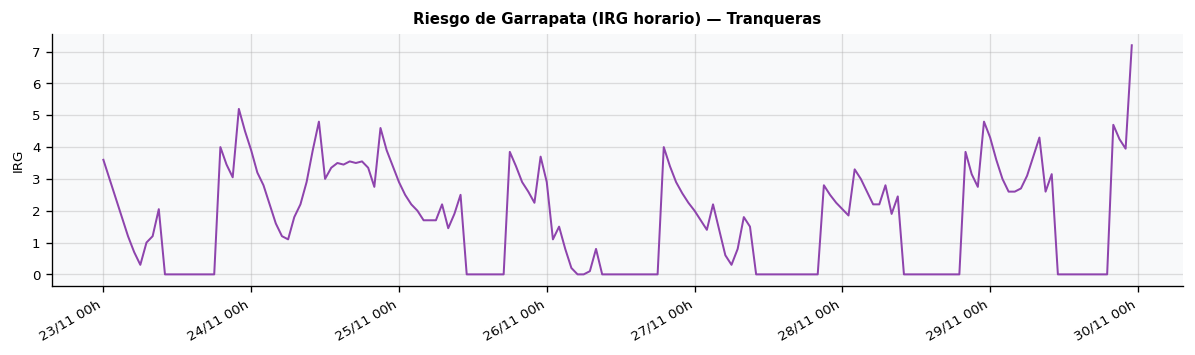 Riesgo de Garrapata (IRG horario) — Tranqueras
IRG
7
6
5
4
3
2
1
0
23/11 00h
24/11 00h
25/11 00h
26/11 00h
27/11 00h
28/11 00h
29/11 00h
30/11 00h